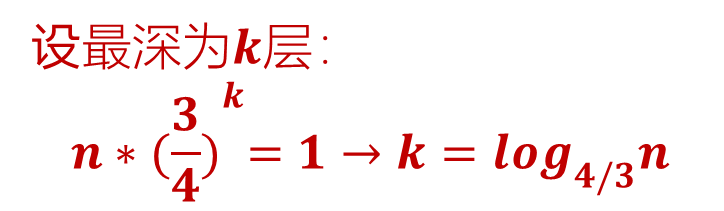 设最深为k层：
n * (3/4)^k = 1 → k = log_{4/3} n